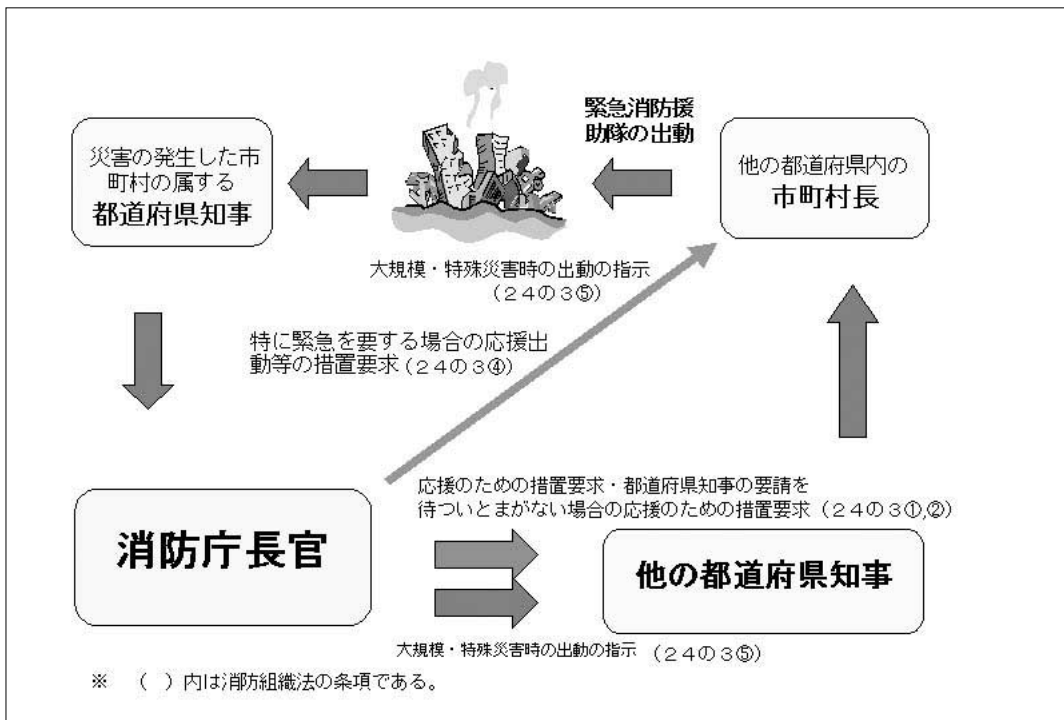 緊急消防援
助隊の出動
災害の発生した市
町村の属する
都道府県知事
他の都道府県内の
市町村長
大規模・特殊災害時の出動の指示
(24の3⑤)
特に緊急を要する場合の応援出
動等の措置要求(24の3④)
応援のための措置要求・都道府県知事の要請を
待ついとまがない場合の応援のための措置要求 (24の3①,②)
消防庁長官
他の都道府県知事
大規模・特殊災害時の出動の指示 (24の3⑤)
※ ( )内は消防組織法の条項である。